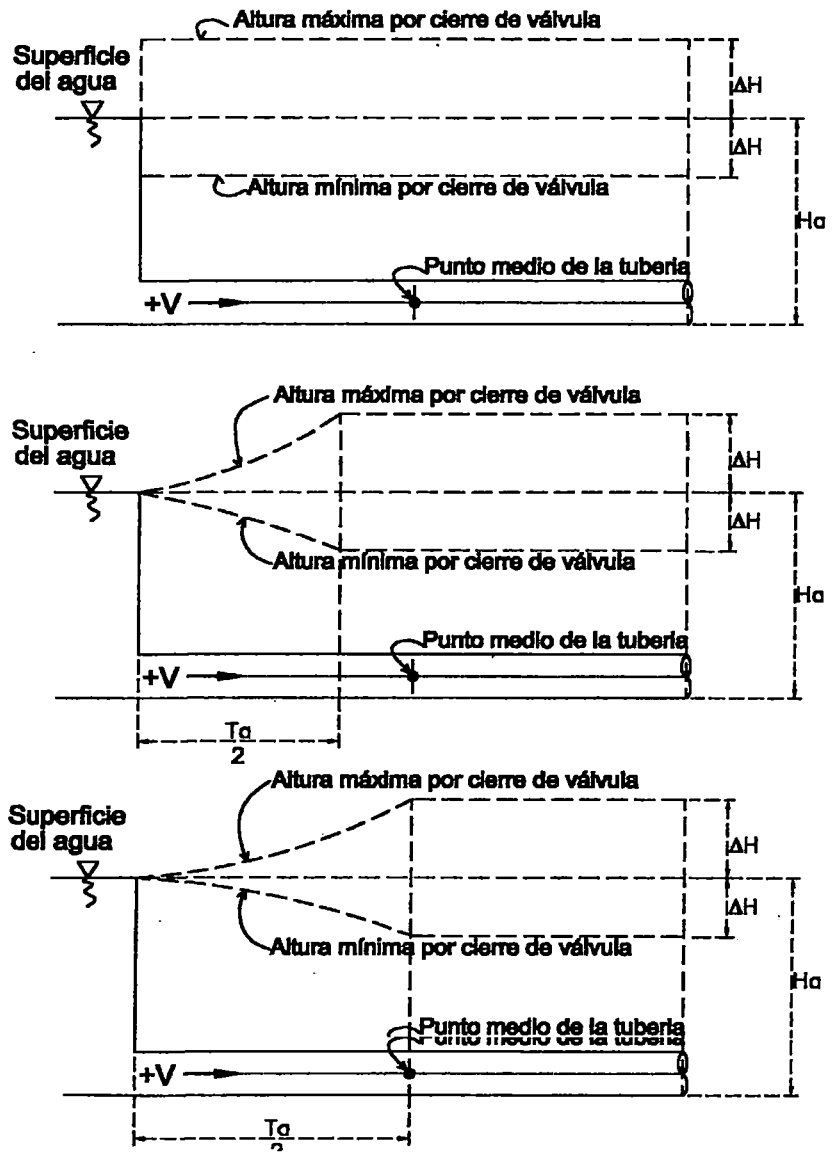 Altura máxima por cierre de válvula
Superficie
del agua
ΔH
ΔH
Altura mínima por cierre de válvula
Ha
Punto medio de la tuberia
+V
Altura máxima por cierre de válvula
Superficie
del agua
ΔH
ΔH
Altura mínima por cierre de válvula
Ha
Punto medio de la tuberia
+V
Ta
2
Altura máxima por cierre de válvula
Superficie
del agua
ΔH
ΔH
Altura mínima por cierre de válvula
Ha
Punto medio de la tuberia
+V
Ta